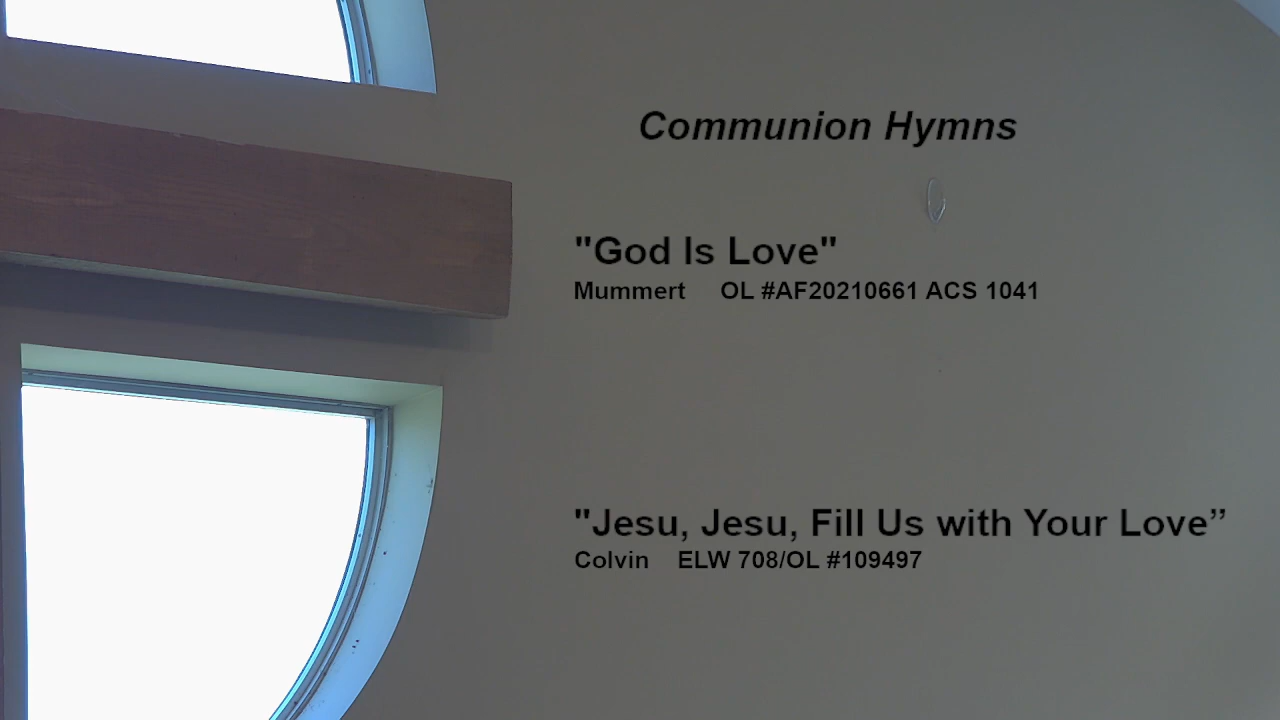 Communion Hymns
"God Is Love"
Mummert OL #AF20210661 ACS 1041
"Jesu, Jesu, Fill Us with Your Love”
Colvin ELW 708/OL #109497